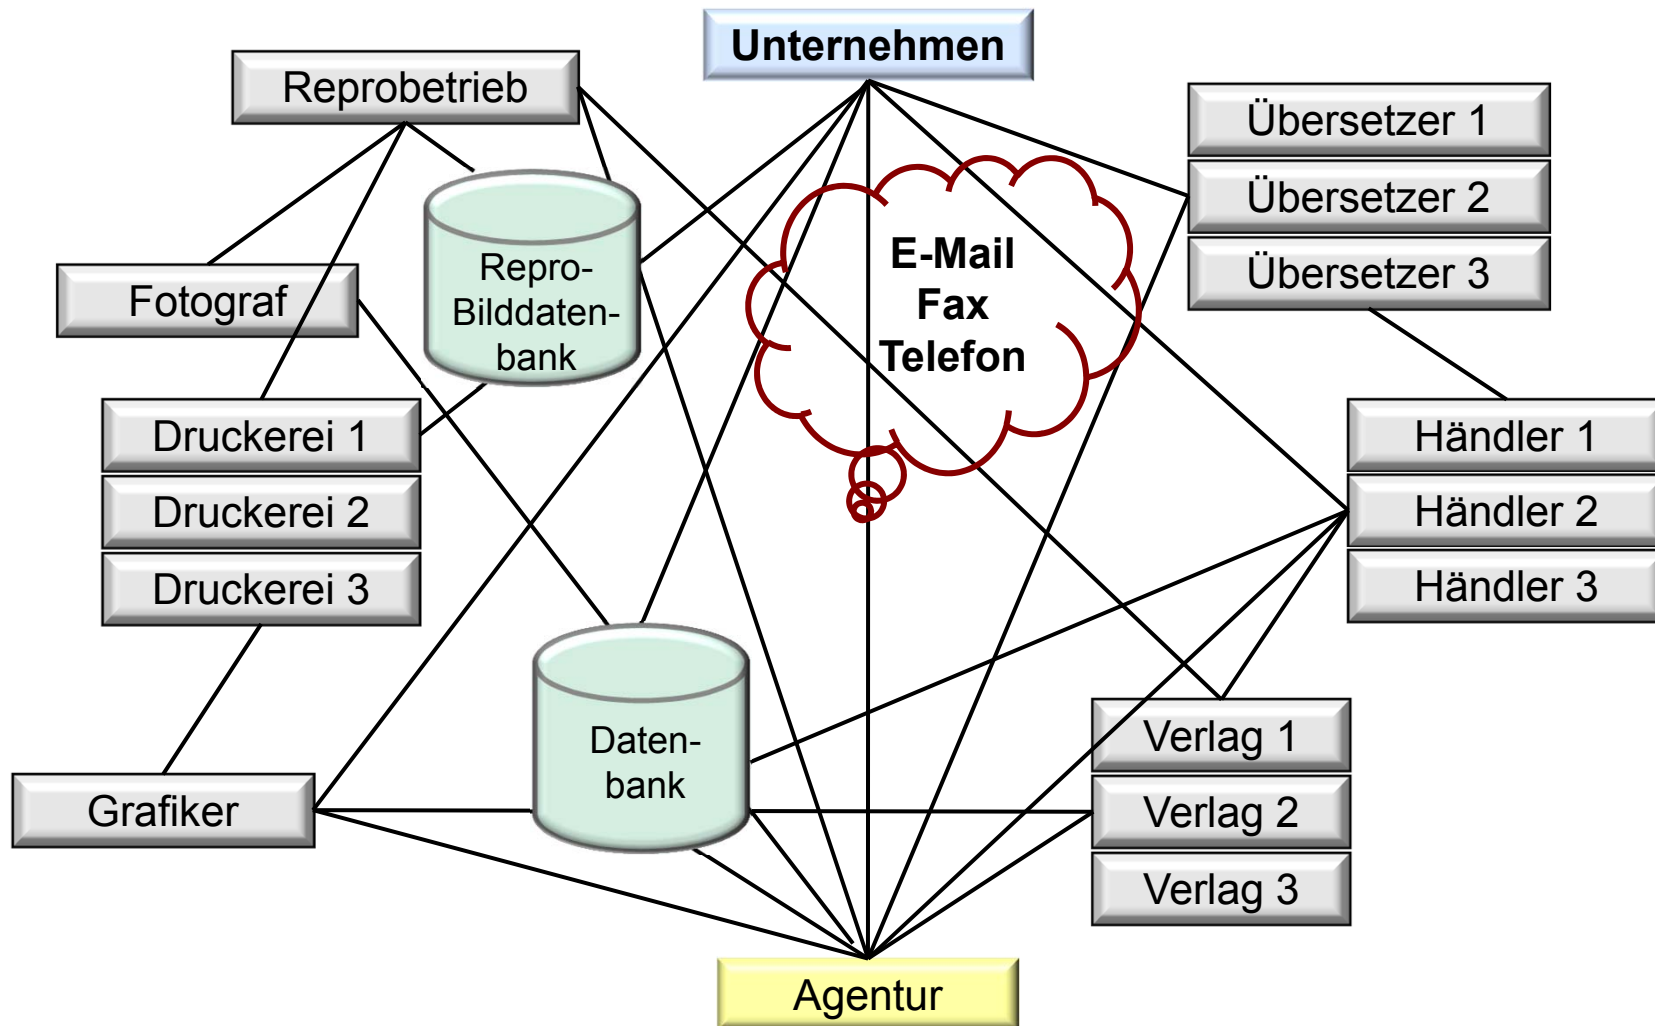 Unternehmen
Reprobetrieb
Übersetzer 1
Übersetzer 2
Übersetzer 3
E-Mail
Fax
Telefon
Repro-
Bilddaten-
bank
Fotograf
Druckerei 1
Druckerei 2
Druckerei 3
Händler 1
Händler 2
Händler 3
Daten-
bank
Verlag 1
Verlag 2
Verlag 3
Grafiker
Agentur